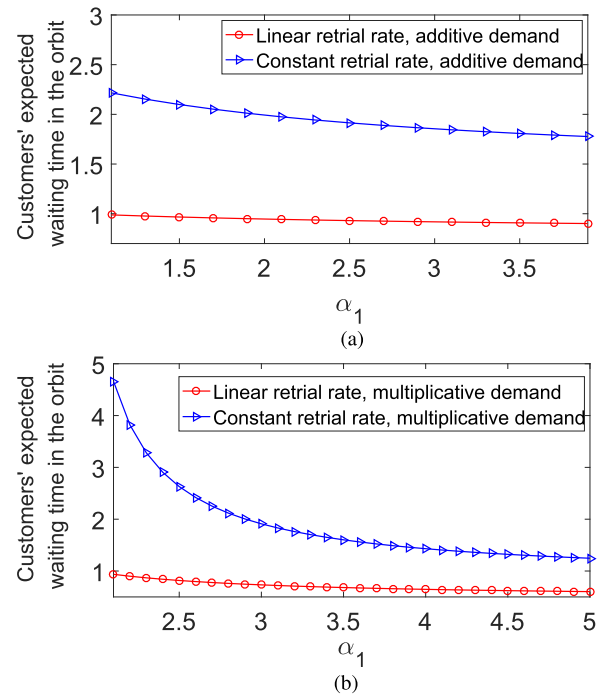 3
Linear retrial rate, additive demand
Constant retrial rate, additive demand
2.5
2
1.5
1
Customers' expected
waiting time in the orbit
1.5 2 2.5 3 3.5
α1
(a)
5
Linear retrial rate, multiplicative demand
Constant retrial rate, multiplicative demand
4
3
2
1
Customers' expected
waiting time in the orbit
2.5 3 3.5 4 4.5 5
α1
(b)